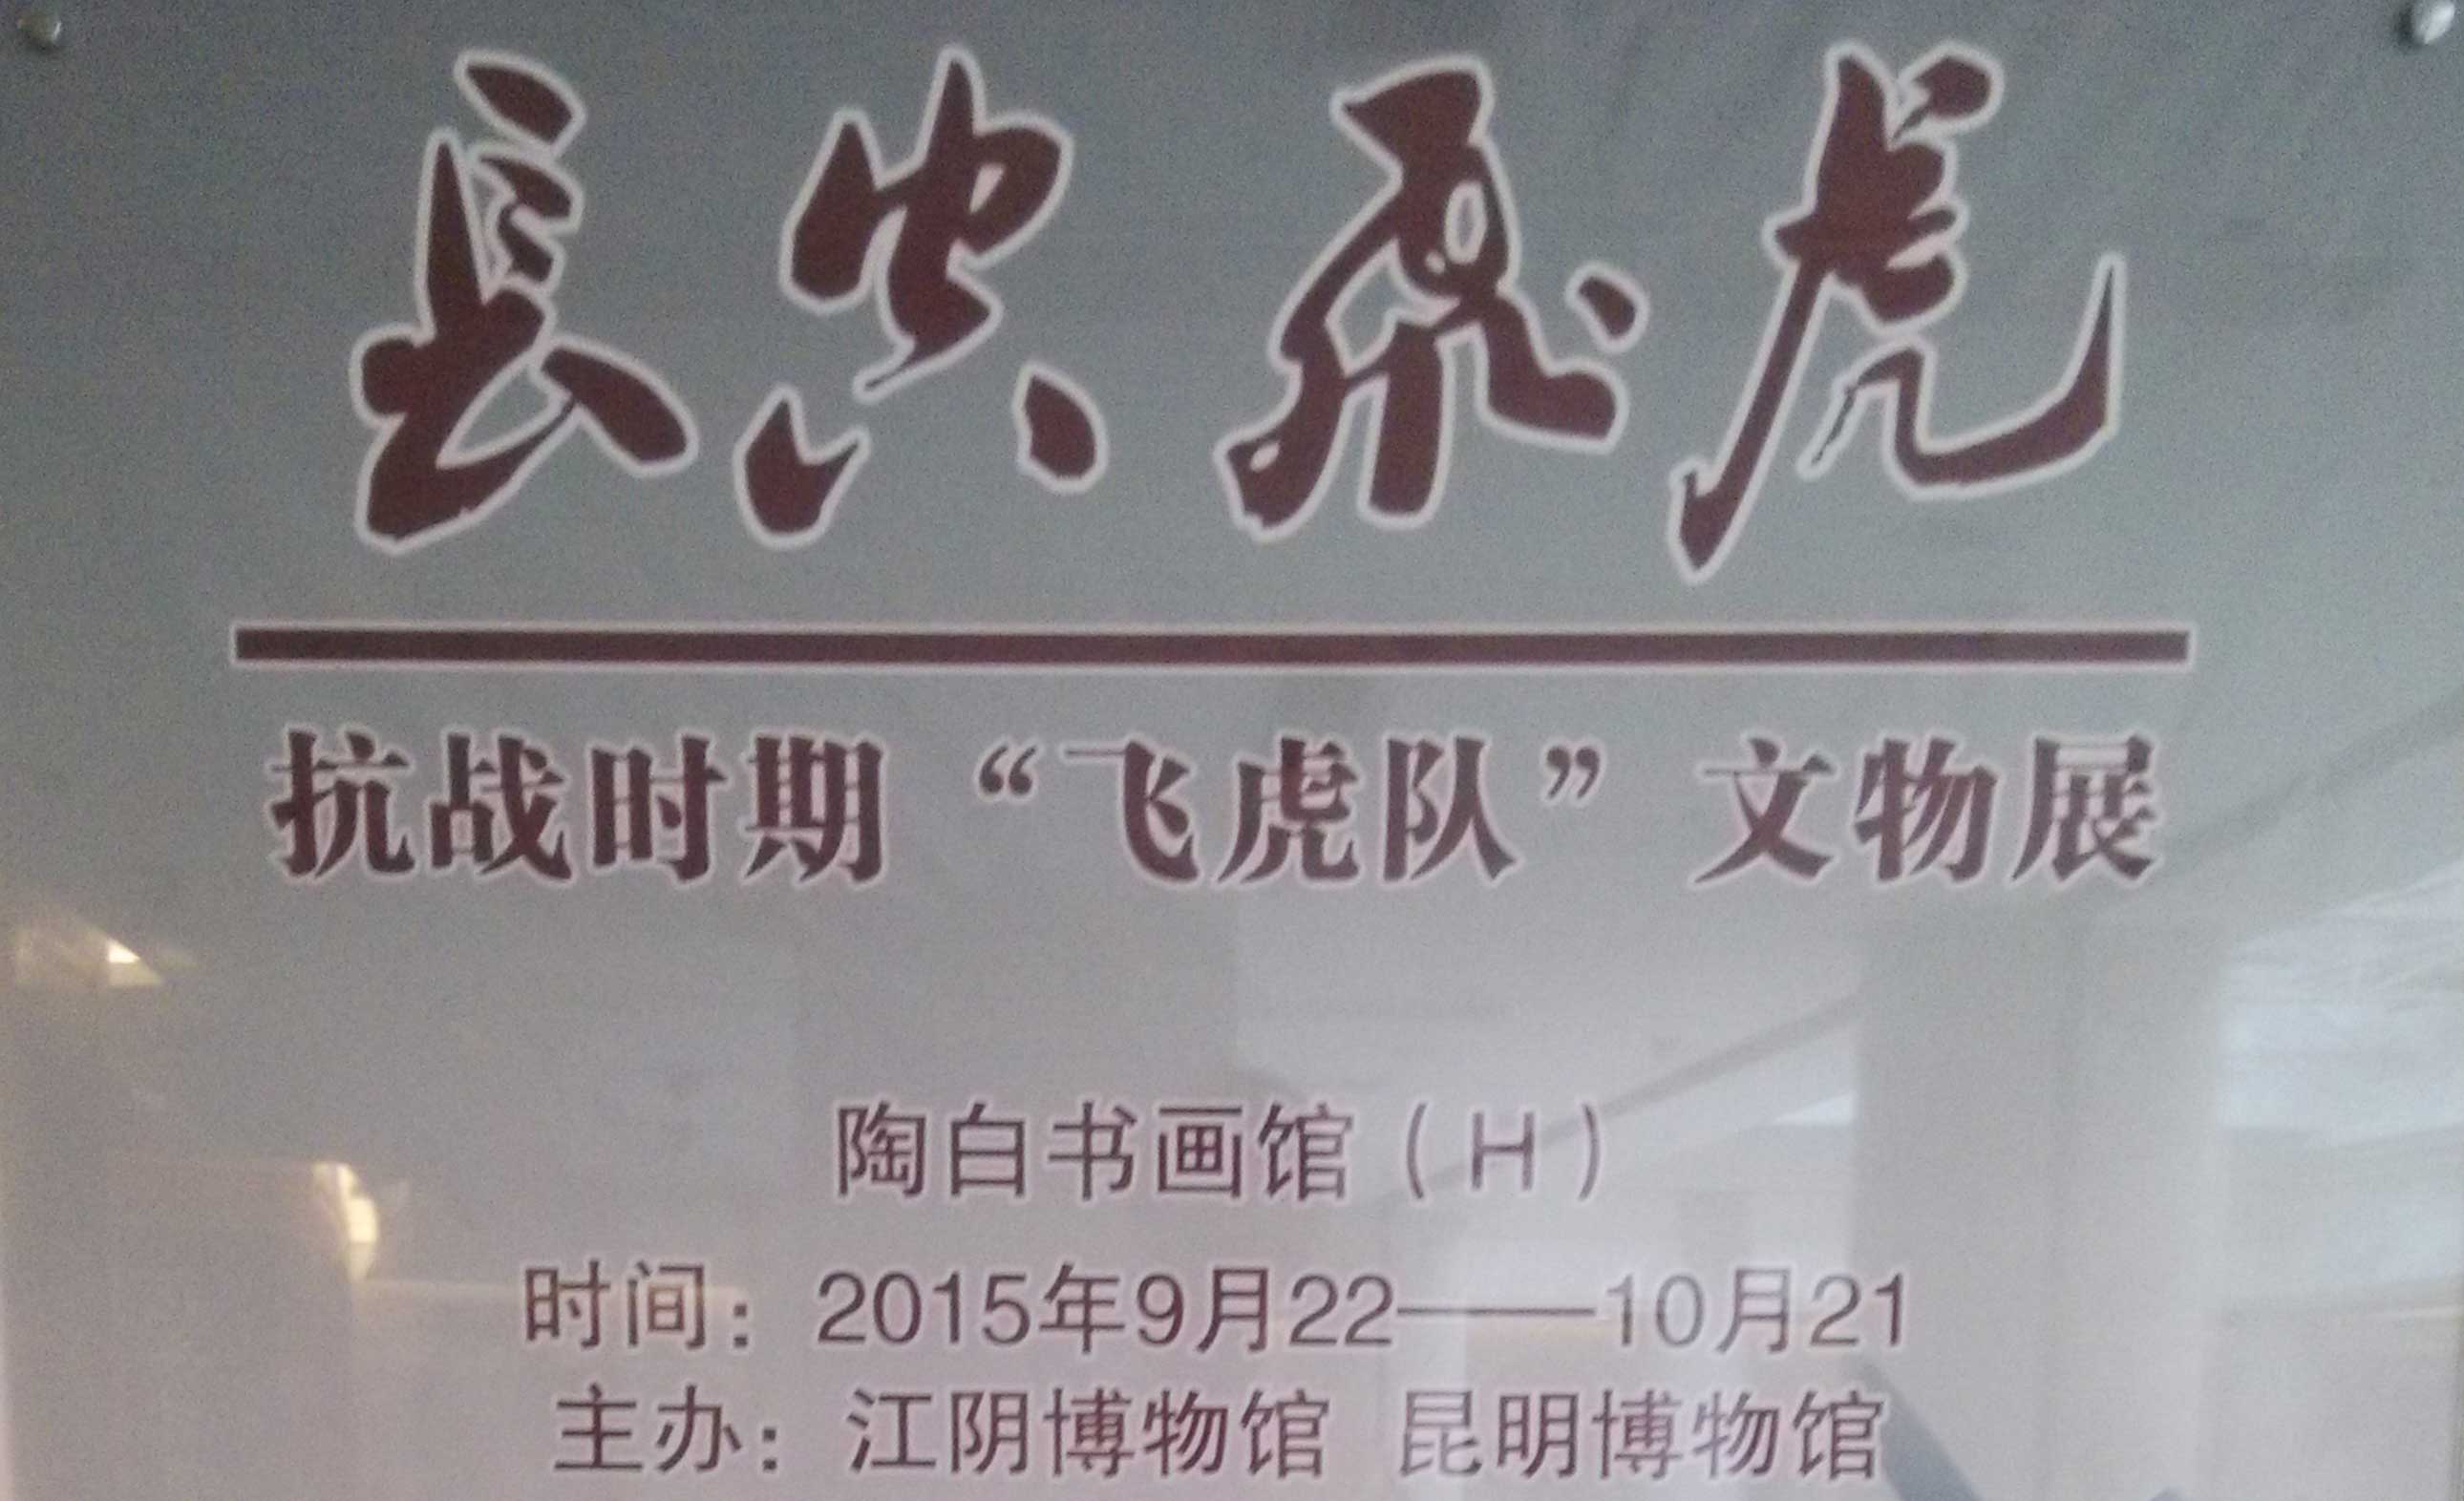 長空飛虎
抗战时期“飞虎队”文物展
陶白书画馆（H）
时间：2015年9月22——10月21
主办：江阴博物馆 昆明博物馆